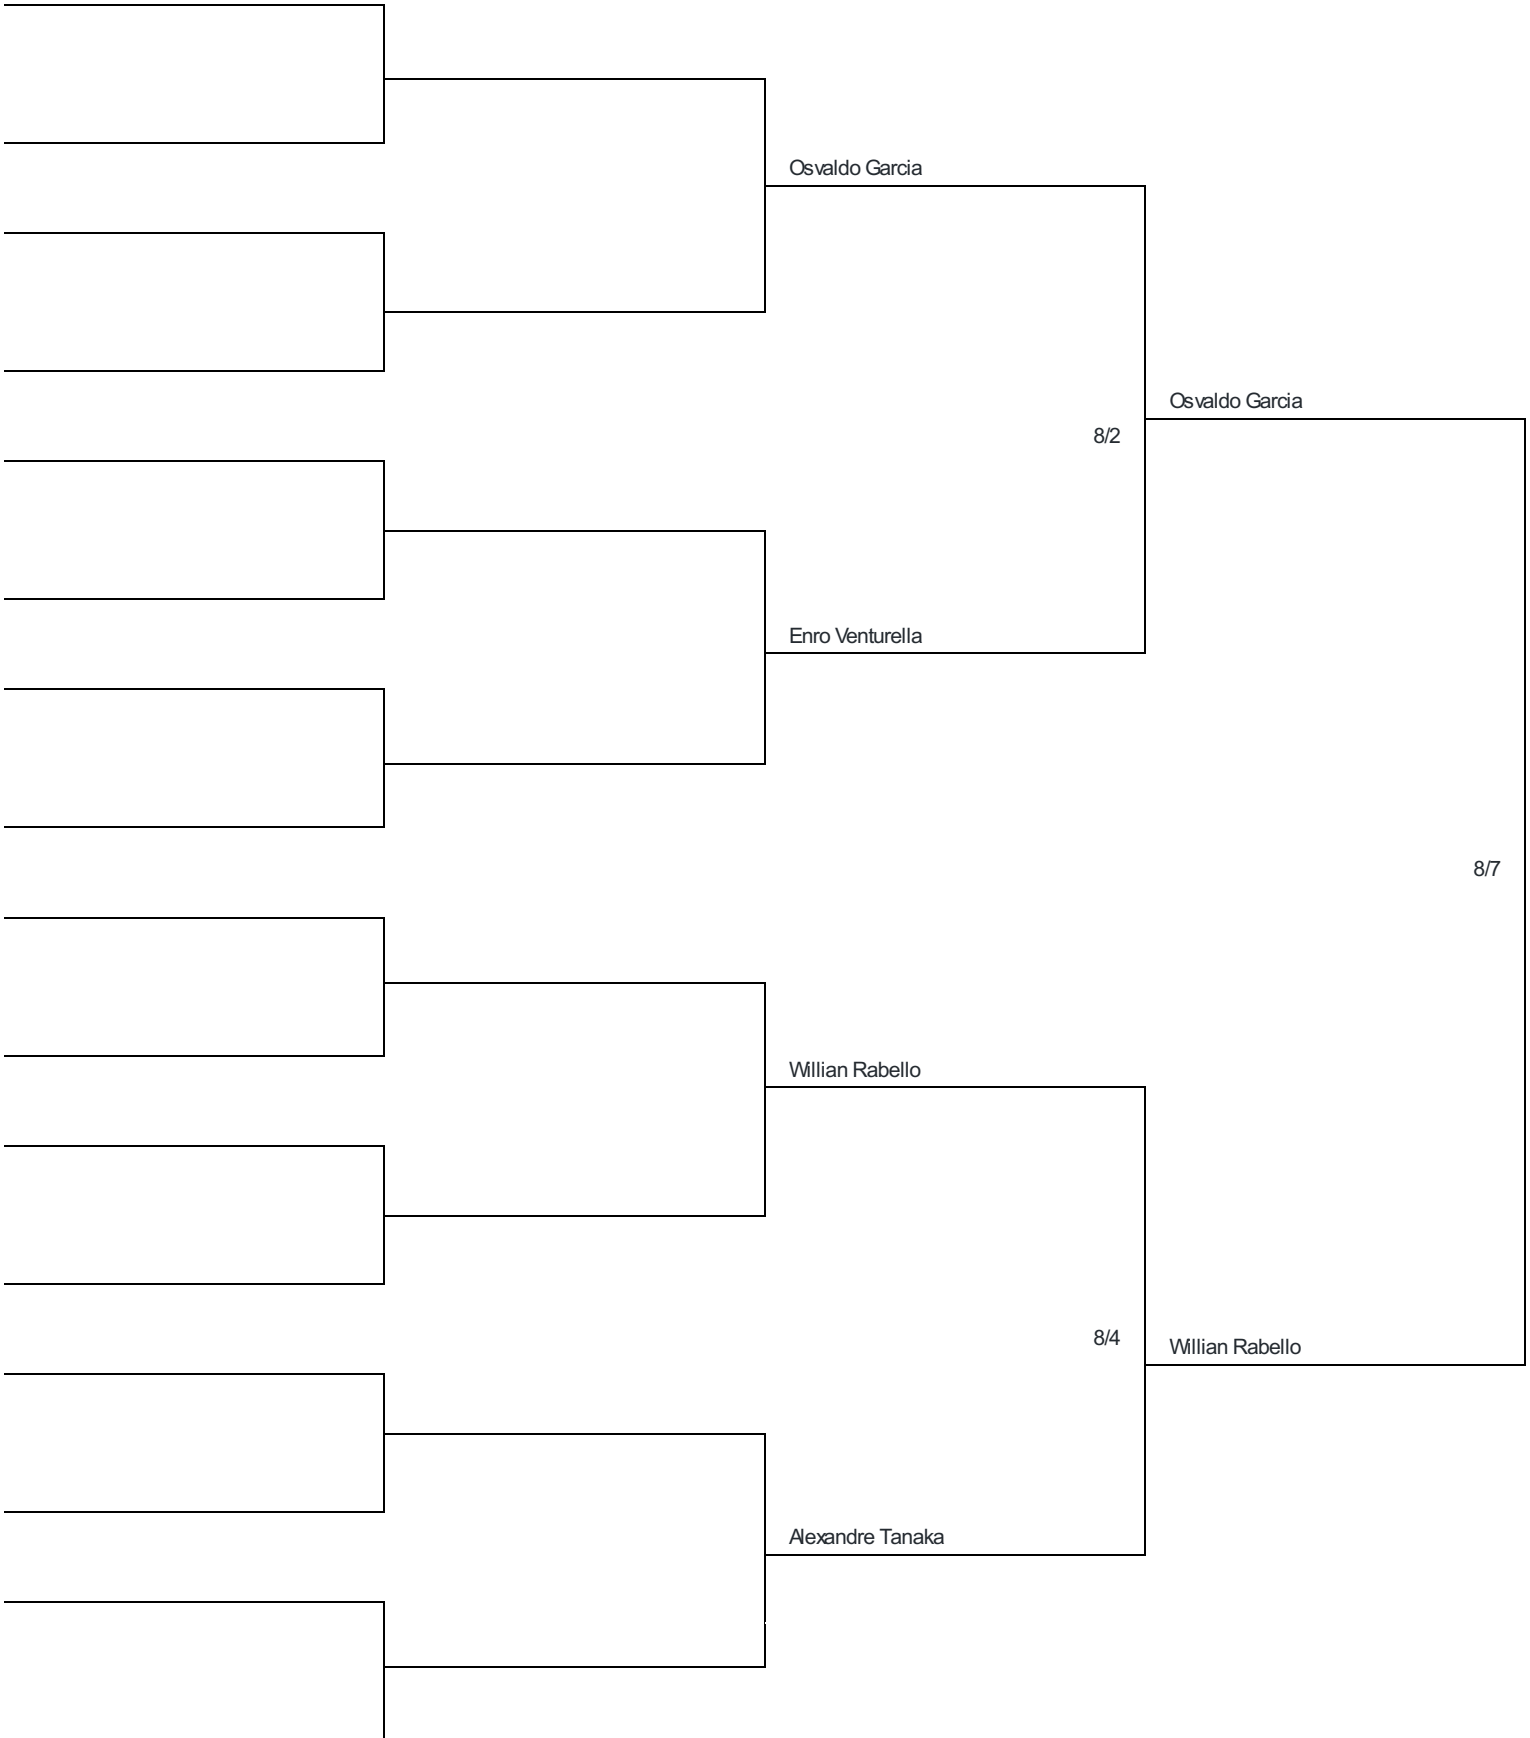 Osvaldo Garcia
Osvaldo Garcia
8/2
Enro Venturella
8/7
Willian Rabello
8/4
Willian Rabello
Alexandre Tanaka